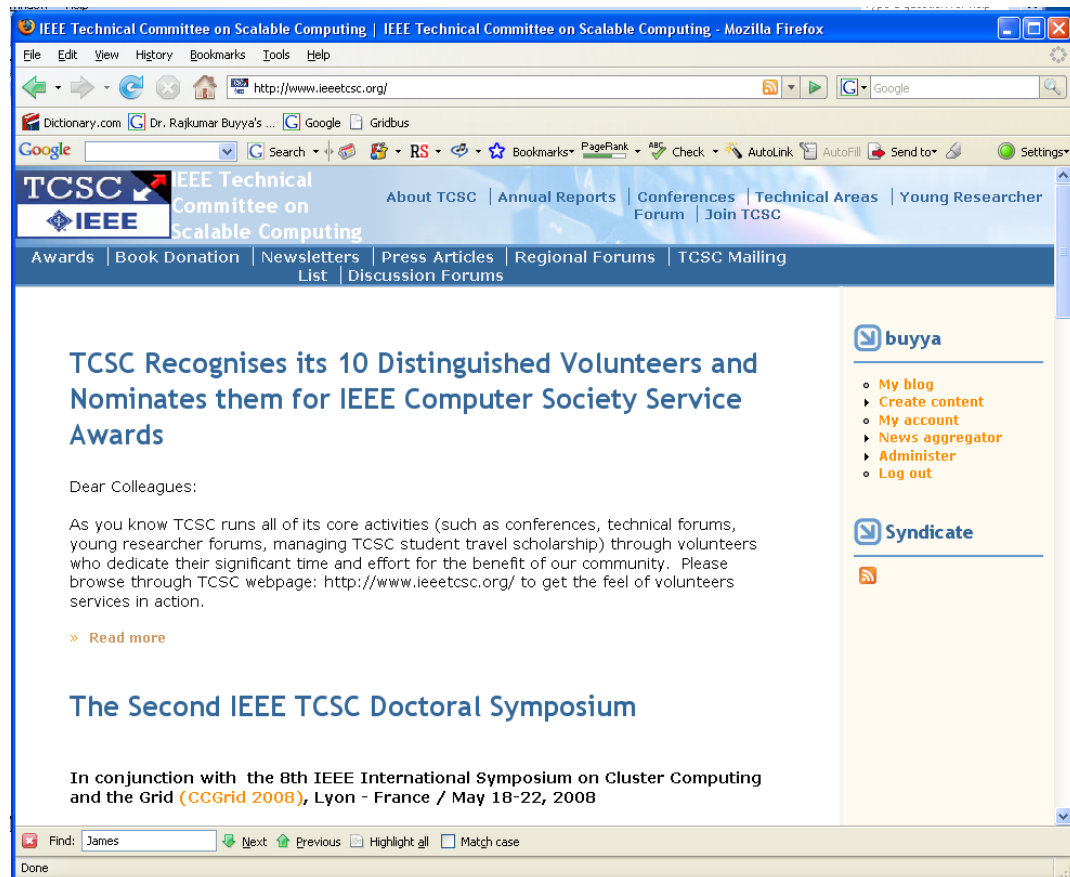 IEEE Technical Committee on Scalable Computing | IEEE Technical Committee on Scalable Computing - Mozilla Firefox
File Edit View History Bookmarks Tools Help
http://www.ieeetcsc.org/ G Google
Dictionary.com G Dr. Rajkumar Buyya's ... G Google Gridbus
Google G Search RS Bookmarks PageRank ABC Check AutoLink AutoFill Send to Settings
TCSC
IEEE
IEEE Technical
Committee on
Scalable Computing
About TCSC | Annual Reports | Conferences | Technical Areas | Young Researcher
Forum | Join TCSC
Awards | Book Donation | Newsletters | Press Articles | Regional Forums | TCSC Mailing
List | Discussion Forums
TCSC Recognises its 10 Distinguished Volunteers and
Nominates them for IEEE Computer Society Service
Awards
Dear Colleagues:
As you know TCSC runs all of its core activities (such as conferences, technical forums,
young researcher forums, managing TCSC student travel scholarship) through volunteers
who dedicate their significant time and effort for the benefit of our community. Please
browse through TCSC webpage: http://www.ieeetcsc.org/ to get the feel of volunteers
services in action.
» Read more
The Second IEEE TCSC Doctoral Symposium
In conjunction with the 8th IEEE International Symposium on Cluster Computing
and the Grid (CCGrid 2008), Lyon - France / May 18-22, 2008
buyya
My blog
Create content
My account
News aggregator
Administer
Log out
Syndicate
Find: James Next Previous Highlight all Match case
Done